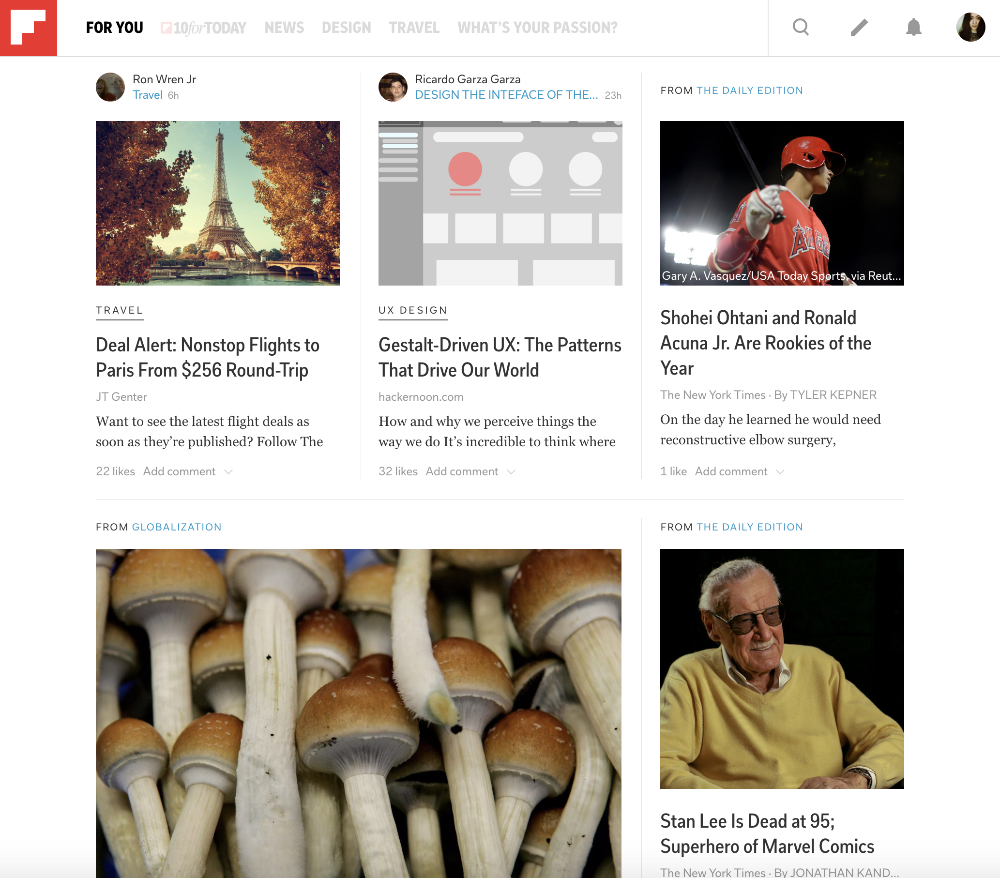 FOR YOU
10forTODAY
NEWS
DESIGN
TRAVEL
WHAT'S YOUR PASSION?
Ron Wren Jr
Travel 6h
TRAVEL
Deal Alert: Nonstop Flights to
Paris From $256 Round-Trip
JT Genter
Want to see the latest flight deals as
soon as they’re published? Follow The
22 likes Add comment
Ricardo Garza Garza
DESIGN THE INTEFACE OF THE... 23h
UX DESIGN
Gestalt-Driven UX: The Patterns
That Drive Our World
hackernoon.com
How and why we perceive things the
way we do It’s incredible to think where
32 likes Add comment
FROM THE DAILY EDITION
ANGE
Gary A. Vasquez/USA Today Sports, via Reut...
Shohei Ohtani and Ronald
Acuna Jr. Are Rookies of the
Year
The New York Times · By TYLER KEPNER
On the day he learned he would need
reconstructive elbow surgery,
1 like Add comment
FROM GLOBALIZATION
FROM THE DAILY EDITION
Stan Lee Is Dead at 95;
Superhero of Marvel Comics
The New York Times · By JONATHAN KAND...